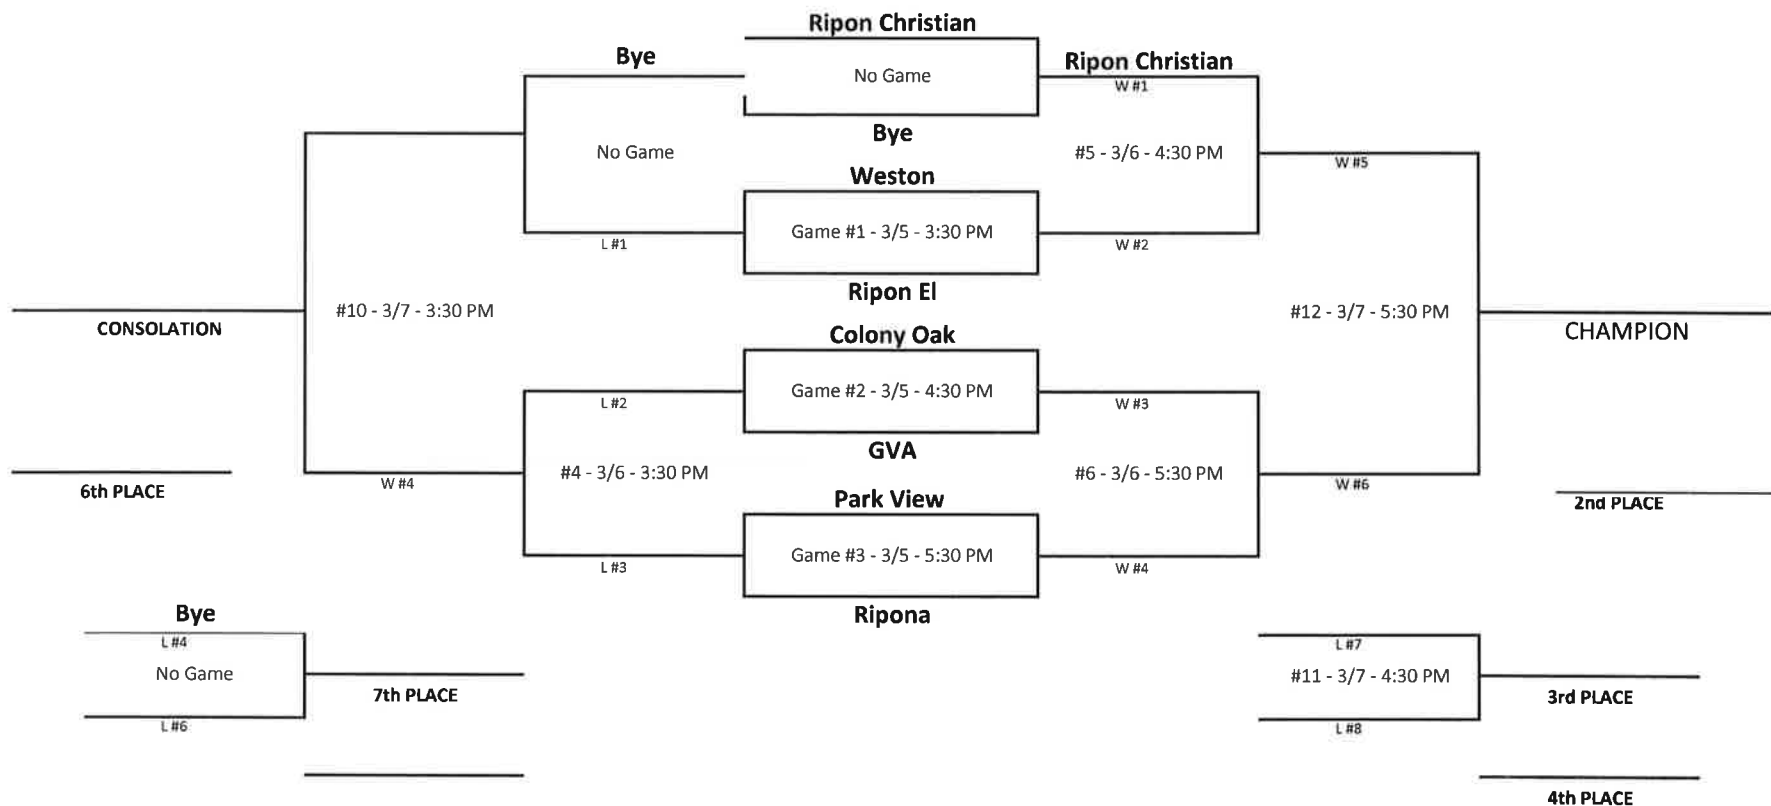 Ripon Christian
Bye
No Game
Ripon Christian
W #1
Bye
No Game
#5 - 3/6 - 4:30 PM
W #5
Weston
Game #1 - 3/5 - 3:30 PM
L #1
W #2
Ripon El
#10 - 3/7 - 3:30 PM
#12 - 3/7 - 5:30 PM
CONSOLATION
CHAMPION
Colony Oak
Game #2 - 3/5 - 4:30 PM
L #2
W #3
GVA
#4 - 3/6 - 3:30 PM
#6 - 3/6 - 5:30 PM
W #4
W #6
6th PLACE
2nd PLACE
Park View
Game #3 - 3/5 - 5:30 PM
L #3
W #4
Ripona
Bye
L #4
No Game
L #6
7th PLACE
L #7
#11 - 3/7 - 4:30 PM
L #8
3rd PLACE
4th PLACE